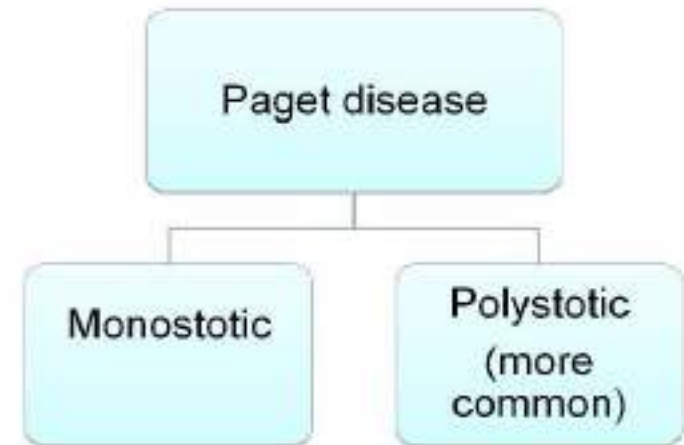 Paget disease
Monostotic
Polystotic
(more
common)